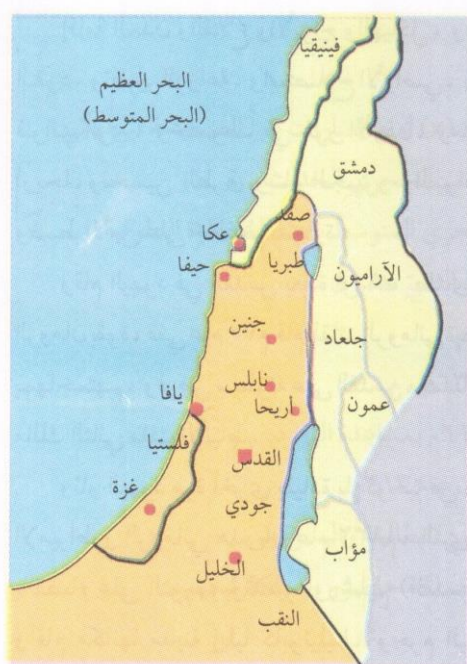 فينيقيا
البحر العظيم
(البحر المتوسط)
دمشق
صفد
عكا
طبريا
حيفا
الآراميون
جنين
جلعاد
نابلس
يافا
أريحا
عمون
فلستيا
القدس
غزة
جودي
مؤاب
الخليل
النقب